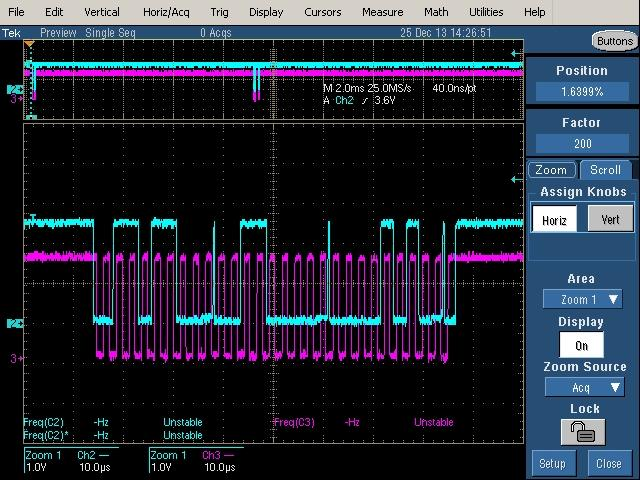 File Edit Vertical Horiz/Acq Trig Display Cursors Measure Math Utilities Help
Tek Preview Single Seq 0 Acqs 25 Dec 13 14:26:51
Buttons
Position
1.6399%
Factor
200
Zoom Scroll
Assign Knobs
Horiz Vert
Area
Zoom 1 ▼
Display
On
Zoom Source
Acq ▼
Lock
Setup Close
2
3
M 2.0ms 25.0MS/s 40.0ns/pt
A Ch2 ∕ 3.6V
T
2
3
Freq(C2) -Hz Unstable Freq(C3) -Hz Unstable
Freq(C2)* -Hz Unstable
Zoom 1 Ch2 Zoom 1 Ch3
1.0V 10.0µs 1.0V 10.0µs